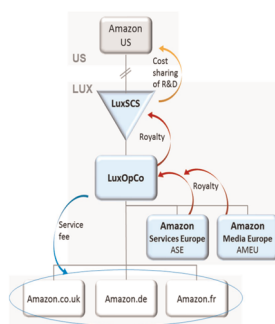 Amazon
US
US
Cost
sharing
of R&D
LUX
LuxSCS
Royalty
LuxOpCo
Royalty
Service
fee
Amazon
Services Europe
ASE
Amazon
Media Europe
AMEU
Amazon.co.uk
Amazon.de
Amazon.fr